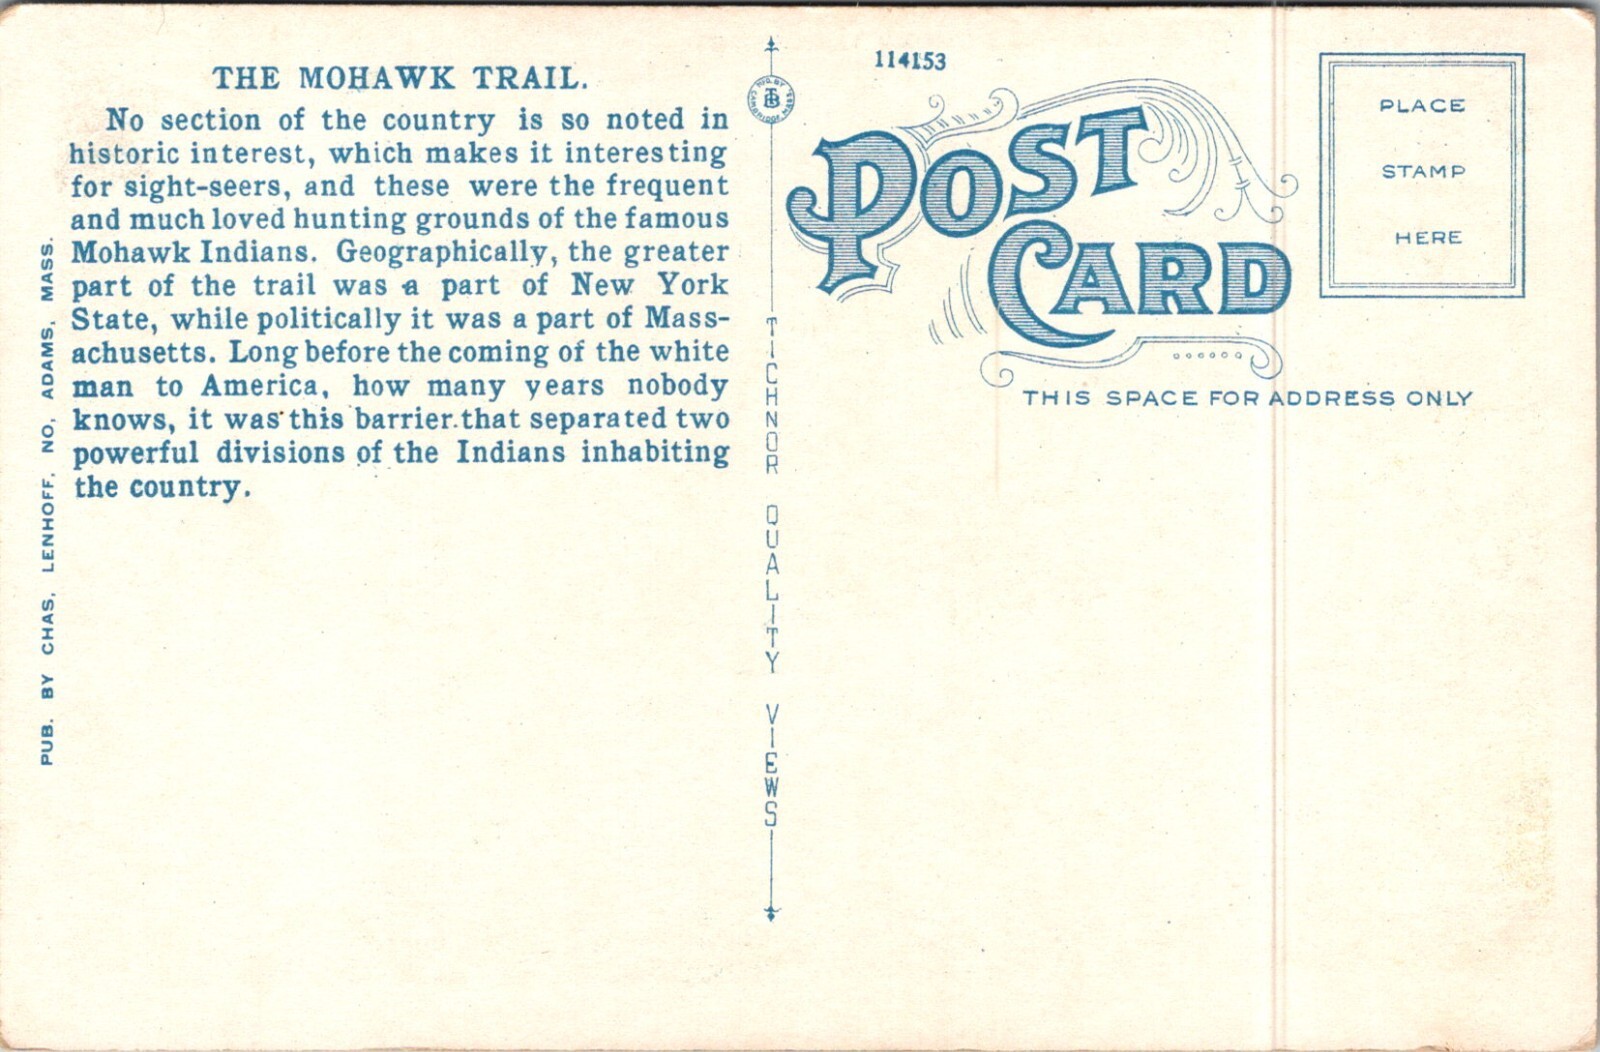 THE MOHAWK TRAIL.
No section of the country is so noted in
historic interest, which makes it interesting
for sight-seers, and these were the frequent
and much loved hunting grounds of the famous
Mohawk Indians. Geographically, the greater
part of the trail was a part of New York
State, while politically it was a part of Mass-
achusetts. Long before the coming of the white
man to America, how many years nobody
knows, it was this barrier that separated two
powerful divisions of the Indians inhabiting
the country.
PUB. BY CHAS. LENHOFF, NO. ADAMS, MASS.
MFG. BY
TB
CAMBRIDGE, MASS.
TICHNOR QUALITY VIEWS
114153
POST
CARD
THIS SPACE FOR ADDRESS ONLY
PLACE
STAMP
HERE